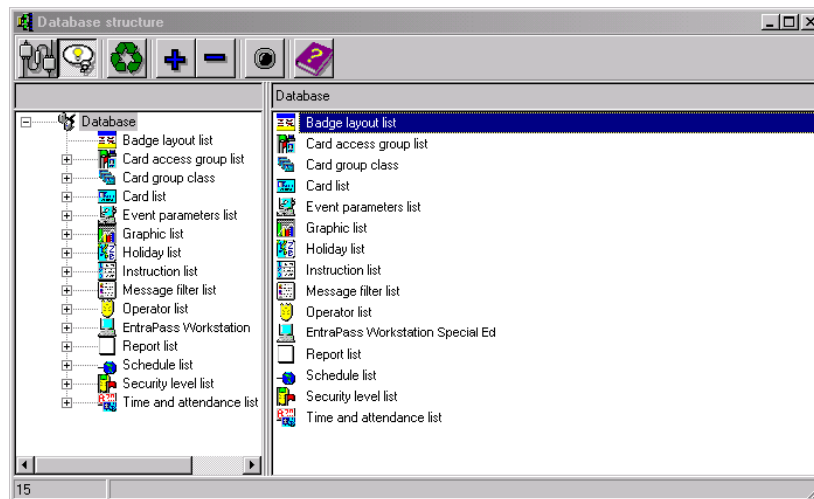 Database structure
Database
Database
Badge layout list
Card access group list
Card group class
Card list
Event parameters list
Graphic list
Holiday list
Instruction list
Message filter list
Operator list
EntraPass Workstation
Report list
Schedule list
Security level list
Time and attendance list
Badge layout list
Card access group list
Card group class
Card list
Event parameters list
Graphic list
Holiday list
Instruction list
Message filter list
Operator list
EntraPass Workstation Special Ed
Report list
Schedule list
Security level list
Time and attendance list
15